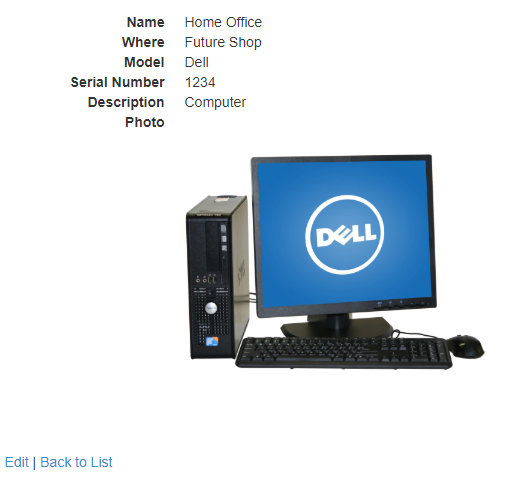 Name Home Office
Where Future Shop
Model Dell
Serial Number 1234
Description Computer
Photo
DELL
Edit | Back to List